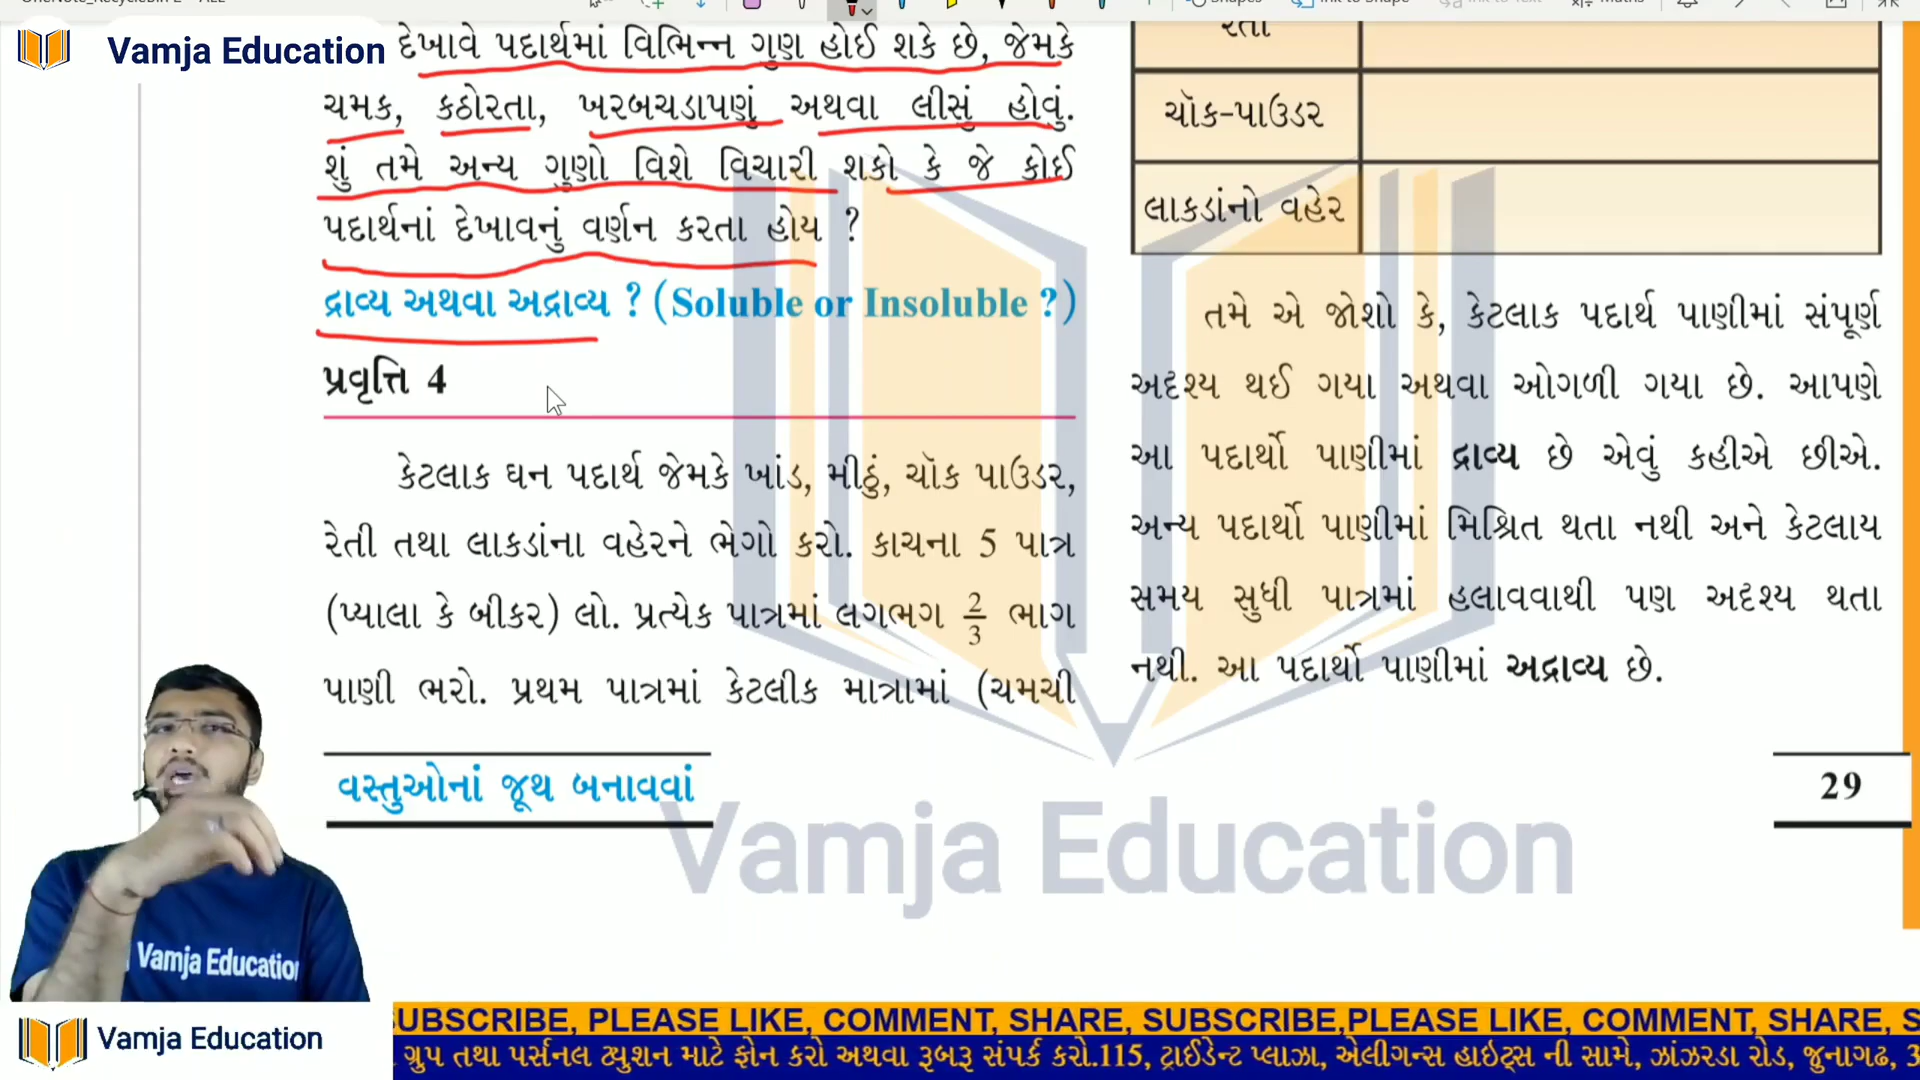 Vamja Education
દેખાવે પદાર્થમાં વિભિન્ન ગુણ હોઈ શકે છે, જેમકે
ચમક, કઠોરતા, ખરબચડાપણું અથવા લીસું હોવું.
શું તમે અન્ય ગુણો વિશે વિચારી શકો કે જે કોઈ
પદાર્થનાં દેખાવનું વર્ણન કરતા હોય ?
દ્રાવ્ય અથવા અદ્રાવ્ય ? (Soluble or Insoluble ?)
પ્રવૃત્તિ 4
કેટલાક ઘન પદાર્થ જેમકે ખાંડ, મીઠું, ચૉક પાઉડર,
રેતી તથા લાકડાંના વહેરને ભેગો કરો. કાચના 5 પાત્ર
(પ્યાલા કે બીકર) લો. પ્રત્યેક પાત્રમાં લગભગ 2/3 ભાગ
પાણી ભરો. પ્રથમ પાત્રમાં કેટલીક માત્રામાં (ચમચી
વસ્તુઓનાં જૂથ બનાવવાં
ચૉક-પાઉડર
લાકડાંનો વહેર
તમે એ જોશો કે, કેટલાક પદાર્થ પાણીમાં સંપૂર્ણ
અદૃશ્ય થઈ ગયા અથવા ઓગળી ગયા છે. આપણે
આ પદાર્થો પાણીમાં દ્રાવ્ય છે એવું કહીએ છીએ.
અન્ય પદાર્થો પાણીમાં મિશ્રિત થતા નથી અને કેટલાય
સમય સુધી પાત્રમાં હલાવવાથી પણ અદૃશ્ય થતા
નથી. આ પદાર્થો પાણીમાં અદ્રાવ્ય છે.
29
Vamja Education
Vamja Education
Vamja Education
SUBSCRIBE, PLEASE LIKE, COMMENT, SHARE, SUBSCRIBE,PLEASE LIKE, COMMENT, SHARE, S
ગ્રુપ તથા પર્સનલ ટ્યુશન માટે ફોન કરો અથવા રૂબરૂ સંપર્ક કરો.115, ટ્રાઈડેન્ટ પ્લાઝા, એલીગન્સ હાઇટ્સ ની સામે, ઝાંઝરડા રોડ, જુનાગઢ, 3